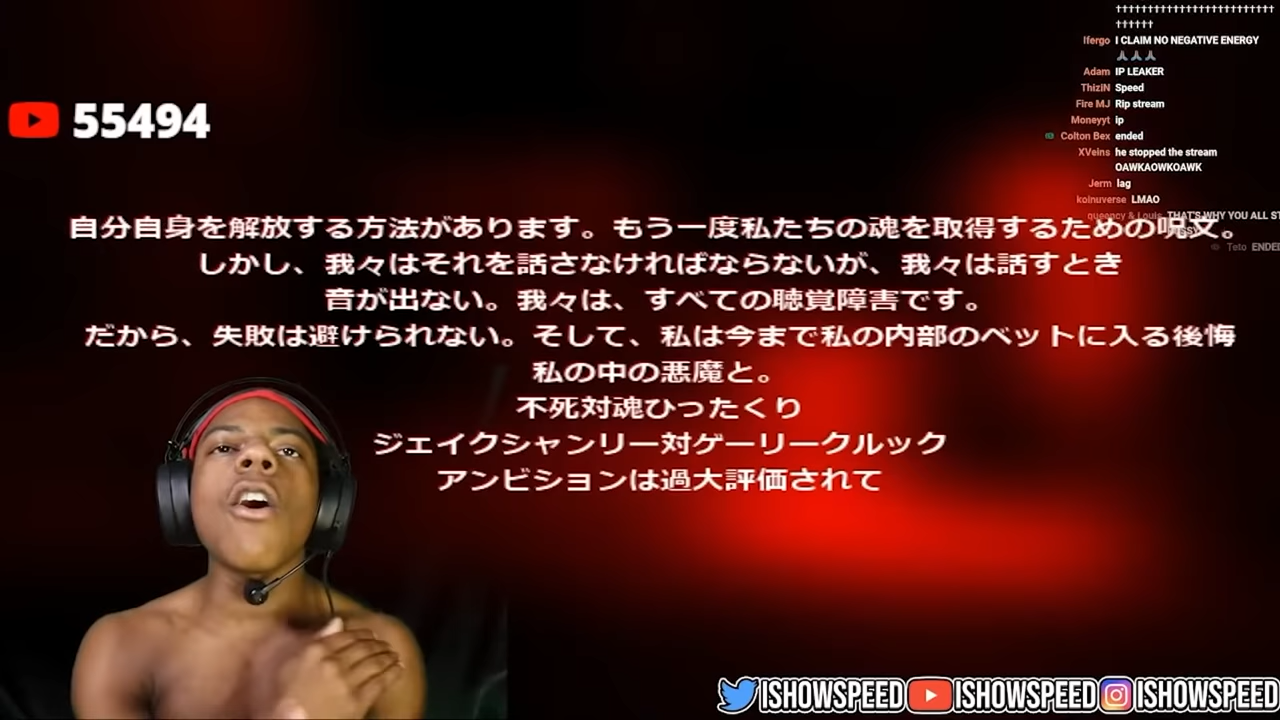 ††††††††††††††††††††††††††
††††††
Ifergo I CLAIM NO NEGATIVE ENERGY
Adam IP LEAKER
ThiziN Speed
Fire MJ Rip stream
Moneyyt ip
Colton Bex ended
XVeins he stopped the stream
OAWKAOWKOAWK
Jerm lag
koinuverse LMAO
queency & Louis THAT'S WHY YOU ALL ST
Teto ENDED
55494
自分自身を解放する方法があります。もう一度私たちの魂を取得するための呪文。
しかし、我々はそれを話さなければならないが、我々は話すとき
音が出ない。我々は、すべての聴覚障害です。
だから、失敗は避けられない。そして、私は今まで私の内部のベットに入る後悔
私の中の悪魔と。
不死対魂ひったくり
ジェイクシャンリー対ゲーリークルック
アンビションは過大評価されて
ISHOWSPEED ISHOWSPEED ISHOWSPEED